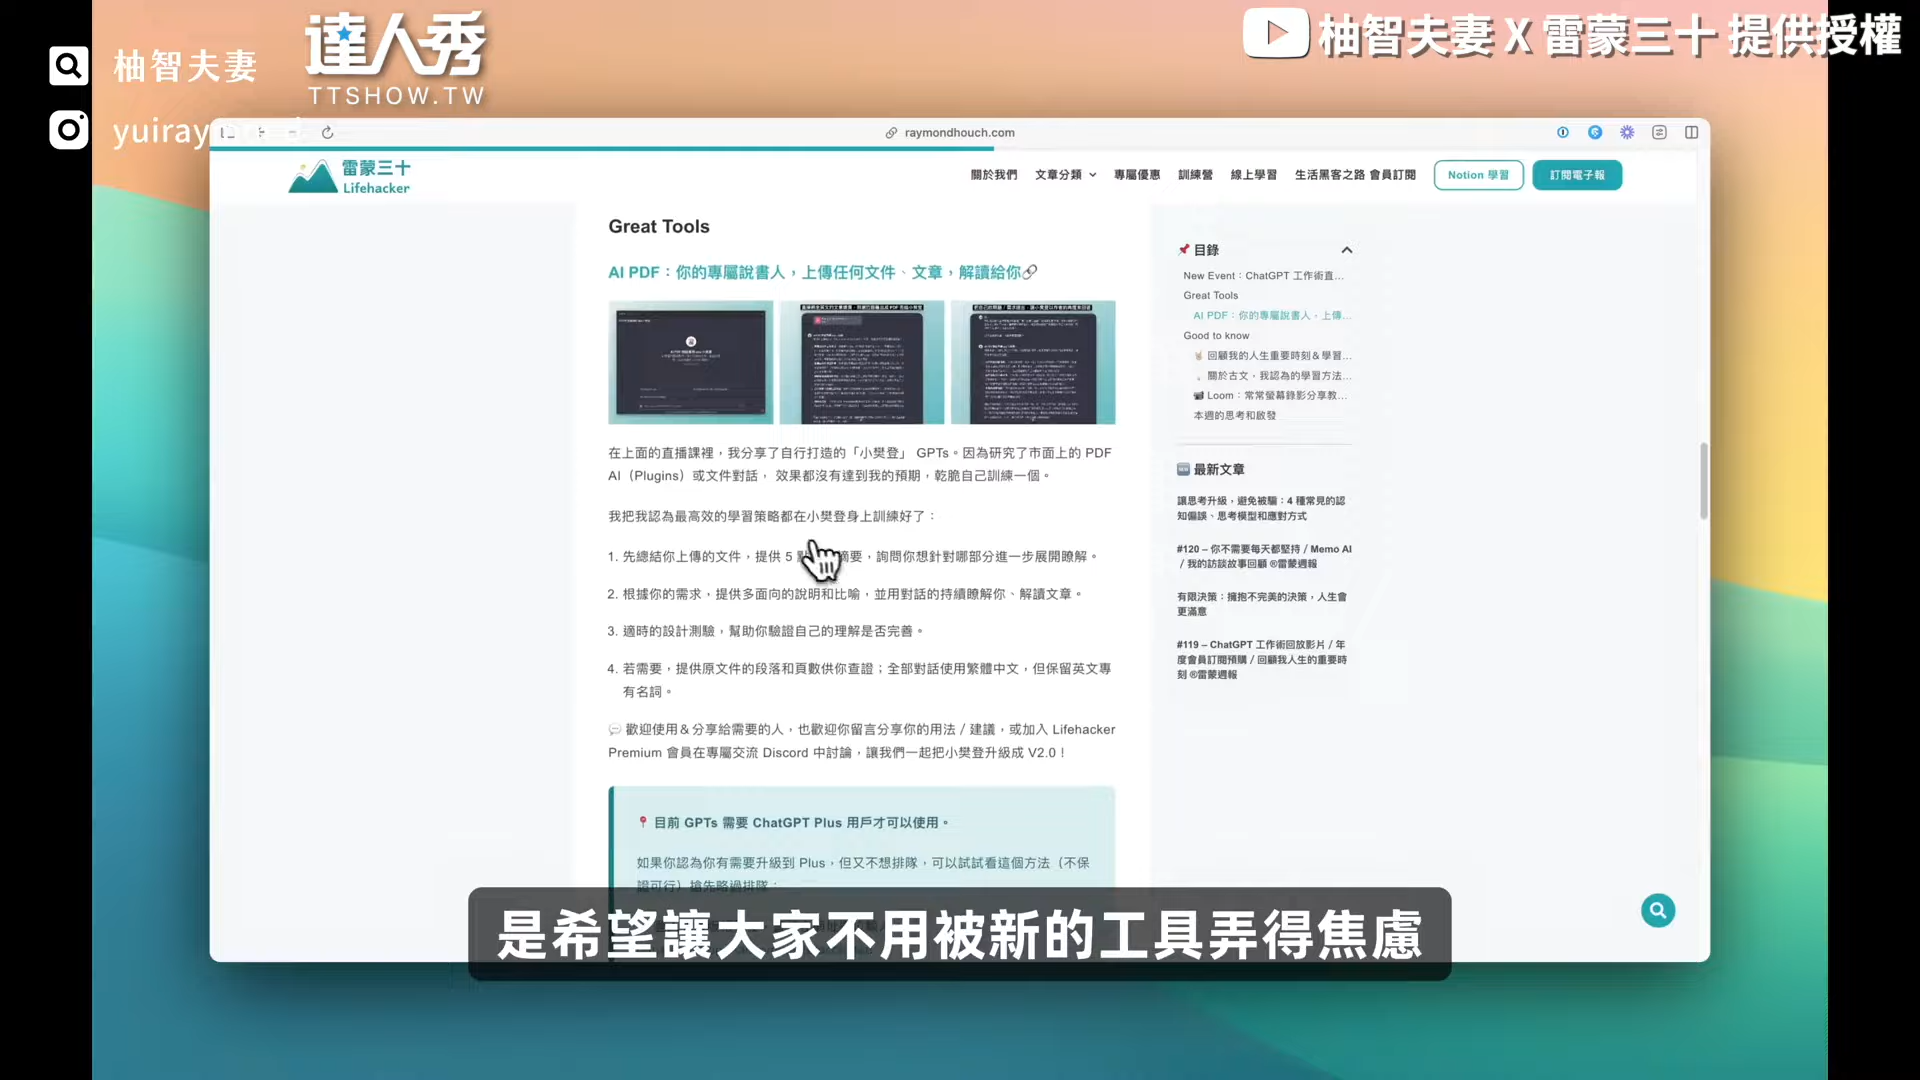 柚智夫妻
達人秀
TTSHOW.TW
柚智夫妻 X 雷蒙三十 提供授權
yuiray
raymondhouch.com
雷蒙三十
Lifehacker
關於我們
文章分類
專屬優惠
訓練營
線上學習
生活黑客之路 會員訂閱
Notion 學習
訂閱電子報
Great Tools
AI PDF：你的專屬說書人，上傳任何文件、文章，解讀給你🔗
在上面的直播課裡，我分享了自行打造的「小樊登」 GPTs。因為研究了市面上的 PDF
AI（Plugins）或文件對話， 效果都沒有達到我的預期，乾脆自己訓練一個。
我把我認為最高效的學習策略都在小樊登身上訓練好了：
1. 先總結你上傳的文件，提供 5 點摘要，詢問你想針對哪部分進一步展開瞭解。
2. 根據你的需求，提供多面向的說明和比喻，並用對話的持續瞭解你、解讀文章。
3. 適時的設計測驗，幫助你驗證自己的理解是否完善。
4. 若需要，提供原文件的段落和頁數供你查證；全部對話使用繁體中文，但保留英文專
有名詞。
💬 歡迎使用＆分享給需要的人，也歡迎你留言分享你的用法 / 建議，或加入 Lifehacker
Premium 會員在專屬交流 Discord 中討論，讓我們一起把小樊登升級成 V2.0！
📍 目前 GPTs 需要 ChatGPT Plus 用戶才可以使用。
如果你認為你有需要升級到 Plus，但又不想排隊，可以試試看這個方法（不保
證可行）搶先略過排隊：
📌 目錄
New Event：ChatGPT 工作術直...
Great Tools
AI PDF：你的專屬說書人，上傳...
Good to know
回顧我的人生重要時刻＆學習...
關於古文，我認為的學習方法...
📹 Loom：常常螢幕錄影分享教...
本週的思考和啟發
🆕 最新文章
讓思考升級，避免被騙：4 種常見的認
知偏誤、思考模型和應對方式
#120 – 你不需要每天都堅持 / Memo AI
/ 我的訪談故事回顧 ®雷蒙週報
有限決策：擁抱不完美的決策，人生會
更滿意
#119 – ChatGPT 工作術回放影片 / 年
度會員訂閱預購 / 回顧我人生的重要時
刻 ®雷蒙週報
是希望讓大家不用被新的工具弄得焦慮